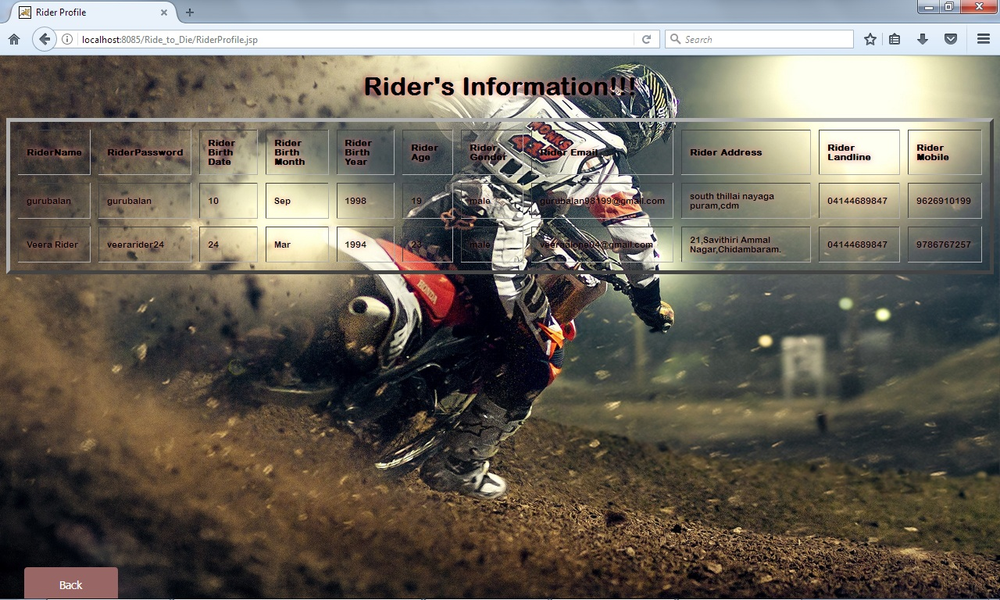 Rider Profile
localhost:8085/Ride_to_Die/RiderProfile.jsp
Search
Rider's Information!!!
RiderName RiderPassword Rider Birth Date Rider Birth Month Rider Birth Year Rider Age Rider Gender Rider Email Rider Address Rider Landline Rider Mobile
gurubalan gurubalan 10 Sep 1998 19 male gurubalan98199@gmail.com south thillai nayaga puram,cdm 04144689847 9626910199
Veera Rider veerarider24 24 Mar 1994 23 male veeraalone04@gmail.com 21,Savithiri Ammal Nagar,Chidambaram. 04144689847 9786767257
MONKS
HONDA
Back